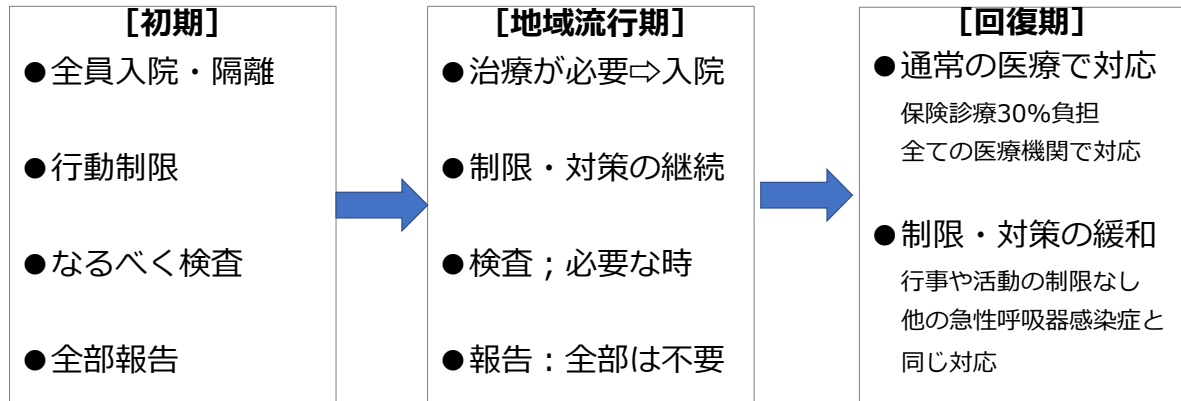 [初期]
●全員入院・隔離
●行動制限
●なるべく検査
●全部報告
[地域流行期]
●治療が必要⇨入院
●制限・対策の継続
●検査；必要な時
●報告：全部は不要
[回復期]
●通常の医療で対応
保険診療30%負担
全ての医療機関で対応
●制限・対策の緩和
行事や活動の制限なし
他の急性呼吸器感染症と
同じ対応